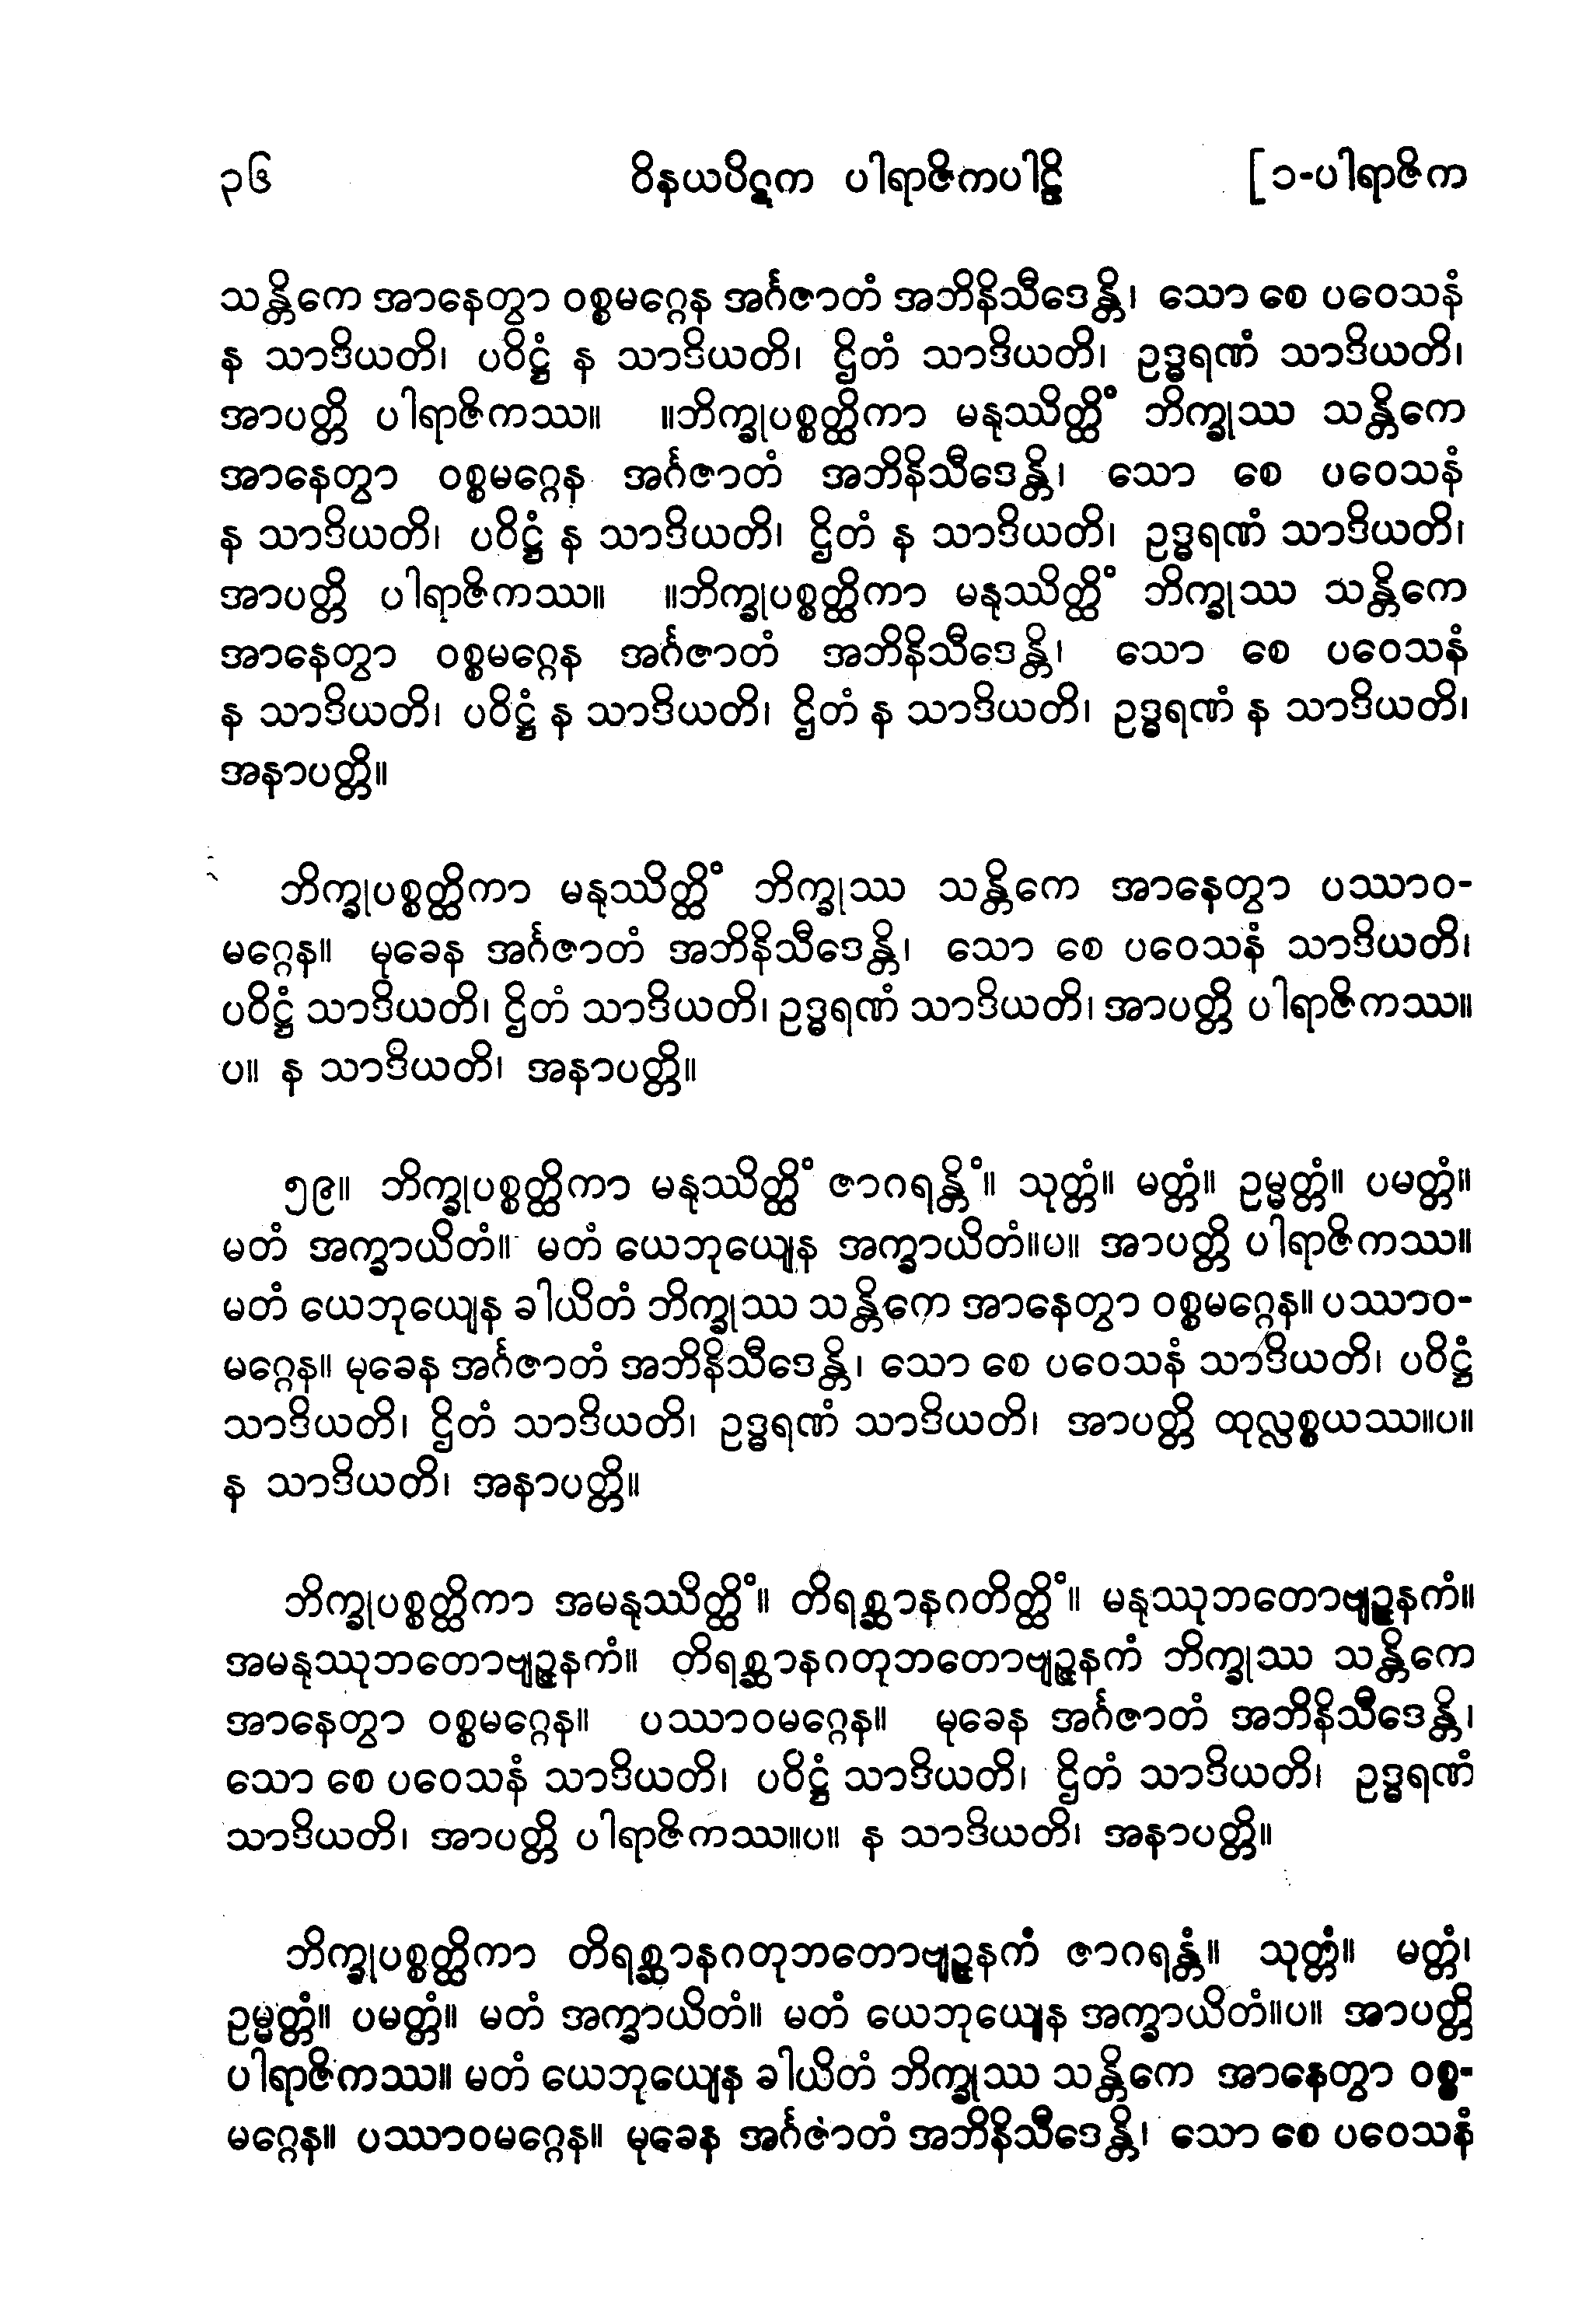 ၃၆ ဝိနယပိဋက ပါရာဇိကပါဠိ [ ၁-ပါရာဇိက
သန္တိကေ အာနေတွာ ဝစ္စမဂ္ဂေန အင်္ဂဇာတံ အဘိနိသီဒေန္တိ၊ သော စေ ပဝေသနံ
န သာဒိယတိ၊ ပဝိဋ္ဌံ န သာဒိယတိ၊ ဌိတံ သာဒိယတိ၊ ဥဒ္ဓရဏံ သာဒိယတိ၊
အာပတ္တိ ပါရာဇိကဿ။ ။ဘိက္ခုပစ္စတ္ထိကာ မနုဿိတ္ထိံ ဘိက္ခုဿ သန္တိကေ
အာနေတွာ ဝစ္စမဂ္ဂေန အင်္ဂဇာတံ အဘိနိသီဒေန္တိ၊ သော စေ ပဝေသနံ
န သာဒိယတိ၊ ပဝိဋ္ဌံ န သာဒိယတိ၊ ဌိတံ န သာဒိယတိ၊ ဥဒ္ဓရဏံ သာဒိယတိ၊
အာပတ္တိ ပါရာဇိကဿ။ ။ဘိက္ခုပစ္စတ္ထိကာ မနုဿိတ္ထိံ ဘိက္ခုဿ သန္တိကေ
အာနေတွာ ဝစ္စမဂ္ဂေန အင်္ဂဇာတံ အဘိနိသီဒေန္တိ၊ သော စေ ပဝေသနံ
န သာဒိယတိ၊ ပဝိဋ္ဌံ န သာဒိယတိ၊ ဌိတံ န သာဒိယတိ၊ ဥဒ္ဓရဏံ န သာဒိယတိ၊
အနာပတ္တိ။
ဘိက္ခုပစ္စတ္ထိကာ မနုဿိတ္ထိံ ဘိက္ခုဿ သန္တိကေ အာနေတွာ ပဿာဝ-
မဂ္ဂေန။ မုခေန အင်္ဂဇာတံ အဘိနိသီဒေန္တိ၊ သော စေ ပဝေသနံ သာဒိယတိ၊
ပဝိဋ္ဌံ သာဒိယတိ၊ ဌိတံ သာဒိယတိ၊ ဥဒ္ဓရဏံ သာဒိယတိ၊ အာပတ္တိ ပါရာဇိကဿ။
ပ။ န သာဒိယတိ၊ အနာပတ္တိ။
၅၉။ ဘိက္ခုပစ္စတ္ထိကာ မနုဿိတ္ထိံ ဇာဂရန္တိံ။ သုတ္တံ။ မတ္တံ။ ဥမ္မတ္တံ။ ပမတ္တံ။
မတံ အက္ခာယိတံ။ မတံ ယေဘုယျေန အက္ခာယိတံ။ပ။ အာပတ္တိ ပါရာဇိကဿ။
မတံ ယေဘုယျေန ခါယိတံ ဘိက္ခုဿ သန္တိကေ အာနေတွာ ဝစ္စမဂ္ဂေန။ ပဿာဝ-
မဂ္ဂေန။ မုခေန အင်္ဂဇာတံ အဘိနိသီဒေန္တိ၊ သော စေ ပဝေသနံ သာဒိယတိ၊ ပဝိဋ္ဌံ
သာဒိယတိ၊ ဌိတံ သာဒိယတိ၊ ဥဒ္ဓရဏံ သာဒိယတိ၊ အာပတ္တိ ထုလ္လစ္စယဿ။ပ။
န သာဒိယတိ၊ အနာပတ္တိ။
ဘိက္ခုပစ္စတ္ထိကာ အမနုဿိတ္ထိံ။ တိရစ္ဆာနဂတိတ္ထိံ။ မနုဿုဘတောဗျဉ္ဇနကံ။
အမနုဿုဘတောဗျဉ္ဇနကံ။ တိရစ္ဆာနဂတုဘတောဗျဉ္ဇနကံ ဘိက္ခုဿ သန္တိကေ
အာနေတွာ ဝစ္စမဂ္ဂေန။ ပဿာဝမဂ္ဂေန။ မုခေန အင်္ဂဇာတံ အဘိနိသီဒေန္တိ၊
သော စေ ပဝေသနံ သာဒိယတိ၊ ပဝိဋ္ဌံ သာဒိယတိ၊ ဌိတံ သာဒိယတိ၊ ဥဒ္ဓရဏံ
သာဒိယတိ၊ အာပတ္တိ ပါရာဇိကဿ။ပ။ န သာဒိယတိ၊ အနာပတ္တိ။
ဘိက္ခုပစ္စတ္ထိကာ တိရစ္ဆာနဂတုဘတောဗျဉ္ဇနကံ ဇာဂရန္တံ။ သုတ္တံ။ မတ္တံ၊
ဥမ္မတ္တံ။ ပမတ္တံ။ မတံ အက္ခာယိတံ။ မတံ ယေဘုယျေန အက္ခာယိတံ။ပ။ အာပတ္တိ
ပါရာဇိကဿ။ မတံ ယေဘုယျေန ခါယိတံ ဘိက္ခုဿ သန္တိကေ အာနေတွာ ဝစ္စ-
မဂ္ဂေန။ ပဿာဝမဂ္ဂေန။ မုခေန အင်္ဂဇာတံ အဘိနိသီဒေန္တိ၊ သော စေ ပဝေသနံ